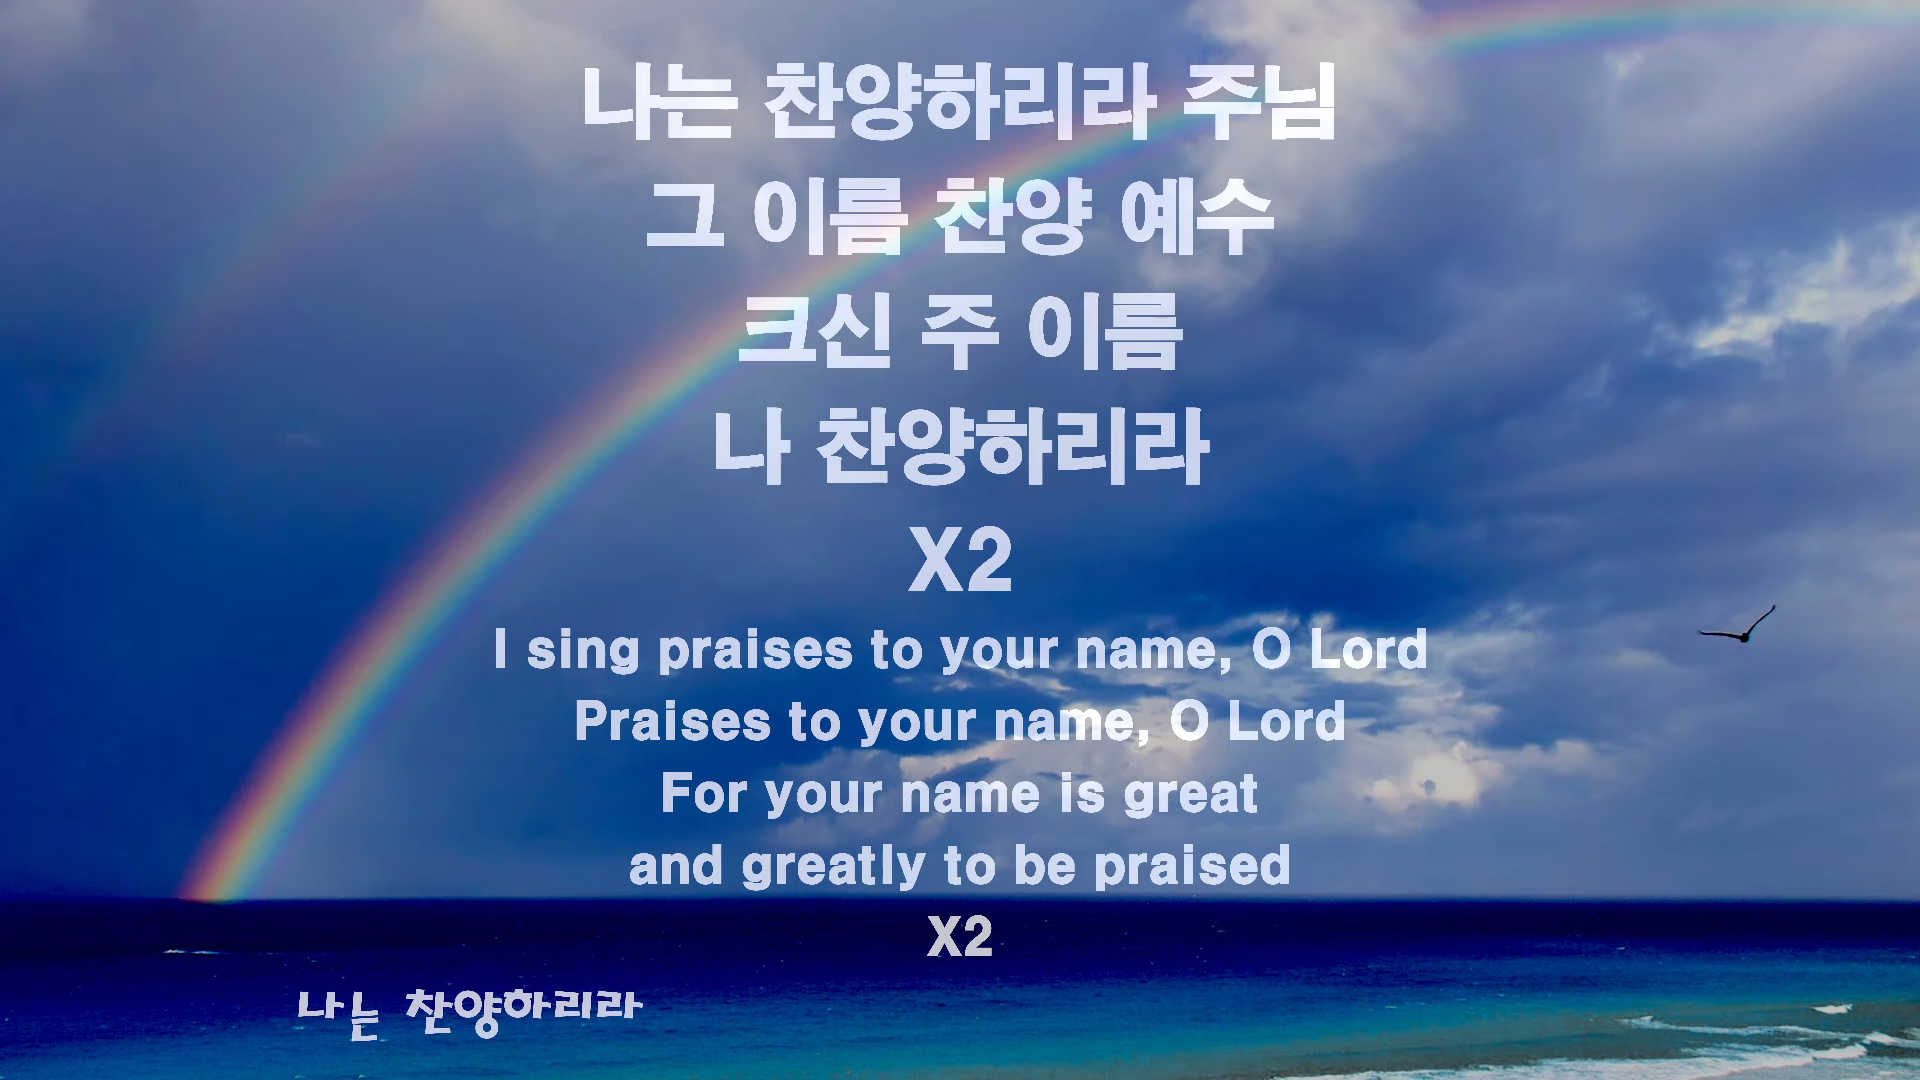 나는 찬양하리라 주님
그 이름 찬양 예수
크신 주 이름
나 찬양하리라
X2
I sing praises to your name, O Lord
Praises to your name, O Lord
For your name is great
and greatly to be praised
X2
나는 찬양하리라